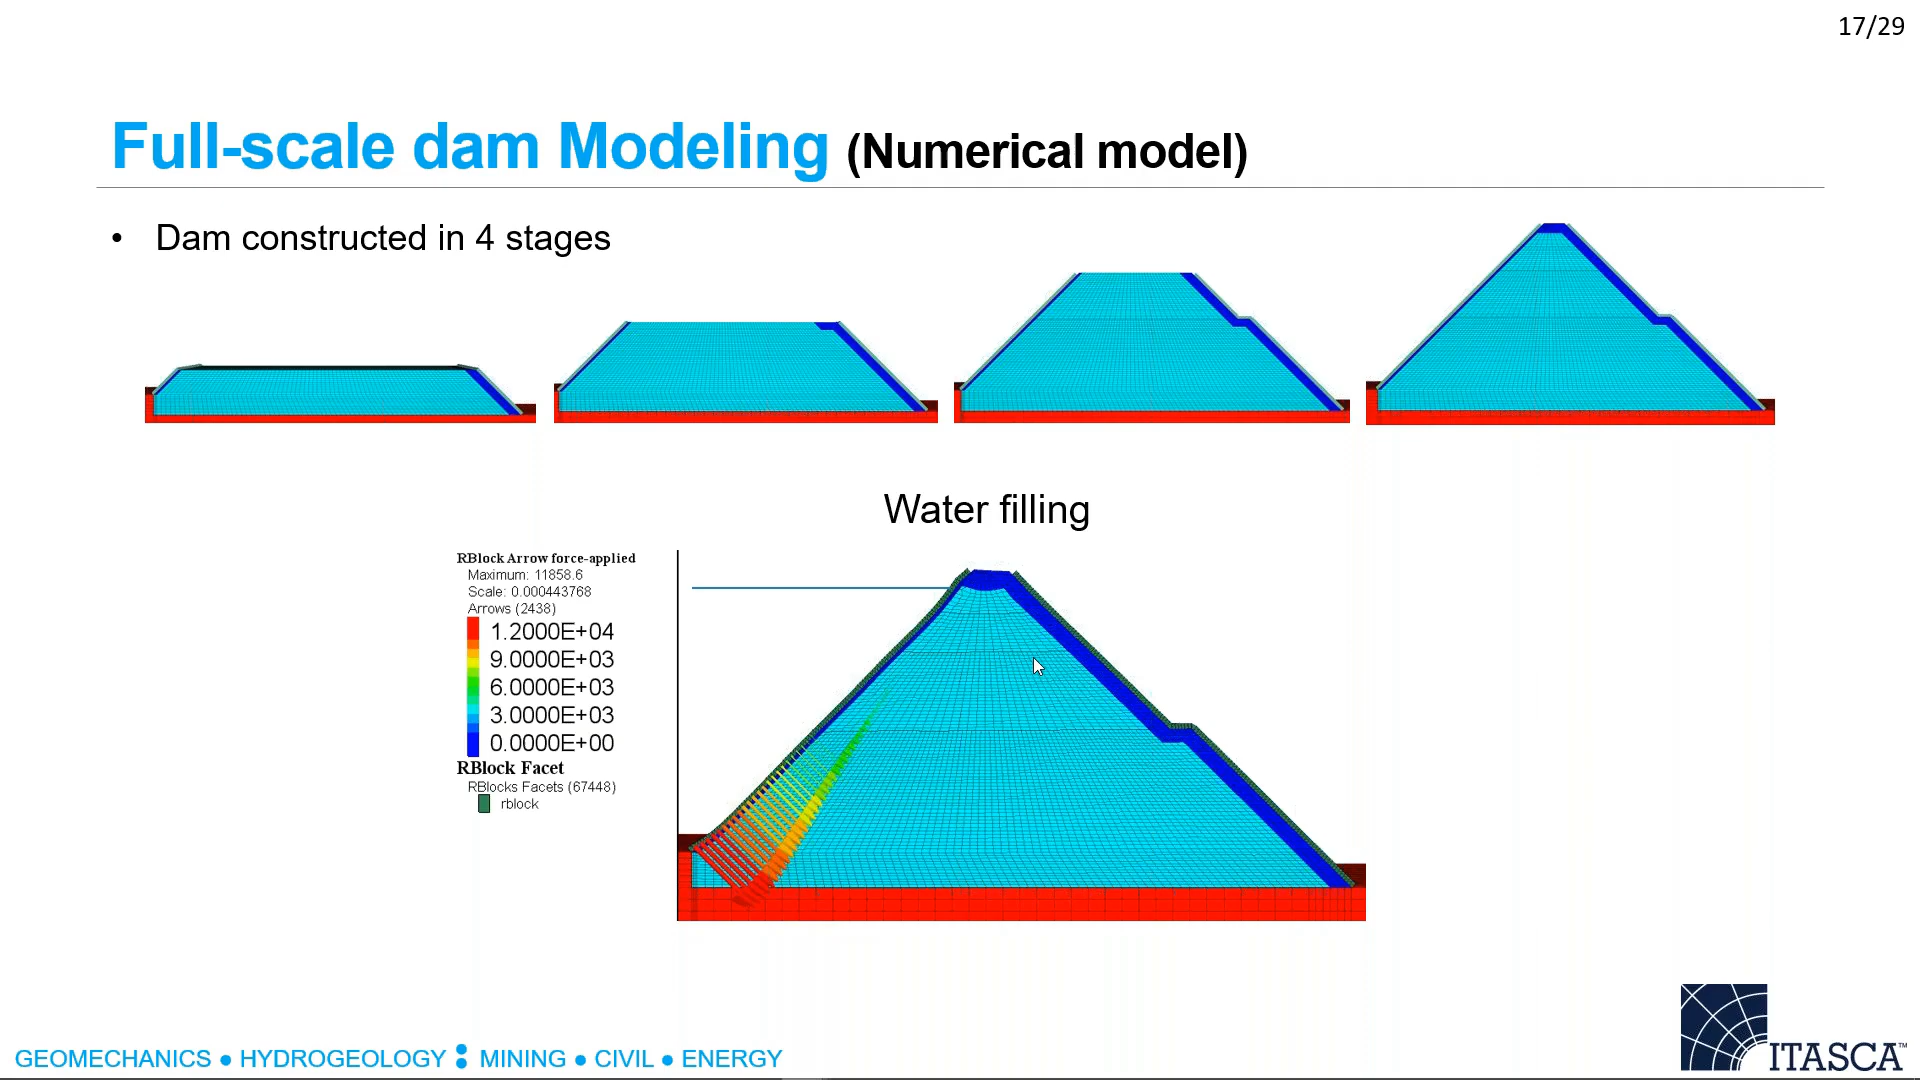 17/29
Full-scale dam Modeling (Numerical model)
• Dam constructed in 4 stages
Water filling
RBlock Arrow force-applied
Maximum: 11858.6
Scale: 0.000443768
Arrows (2438)
1.2000E+04
9.0000E+03
6.0000E+03
3.0000E+03
0.0000E+00
RBlock Facet
RBlocks Facets (67448)
rblock
GEOMECHANICS ● HYDROGEOLOGY : MINING ● CIVIL ● ENERGY
ITASCA™